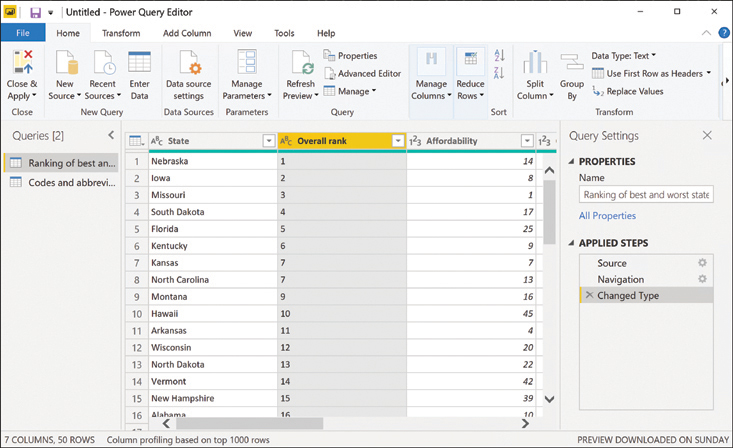 Untitled - Power Query Editor
File Home Transform Add Column View Tools Help
Close & Apply
New Source
Recent Sources
Enter Data
Data source settings
Manage Parameters
Refresh Preview
Properties
Advanced Editor
Manage
Manage Columns
Reduce Rows
Split Column
Group By
Data Type: Text
Use First Row as Headers
Replace Values
Close New Query Data Sources Parameters Query Sort Transform
Queries [2]
Ranking of best an...
Codes and abbrevi...
ABC State ABC Overall rank 123 Affordability 123
1 Nebraska 1 14
2 Iowa 2 8
3 Missouri 3 1
4 South Dakota 4 17
5 Florida 5 25
6 Kentucky 6 9
7 Kansas 7 7
8 North Carolina 7 13
9 Montana 9 16
10 Hawaii 10 45
11 Arkansas 11 4
12 Wisconsin 12 20
13 North Dakota 13 22
14 Vermont 14 42
15 New Hampshire 15 39
16 Alabama 16 10
17
Query Settings
PROPERTIES
Name
Ranking of best and worst state
All Properties
APPLIED STEPS
Source
Navigation
Changed Type
7 COLUMNS, 50 ROWS Column profiling based on top 1000 rows PREVIEW DOWNLOADED ON SUNDAY